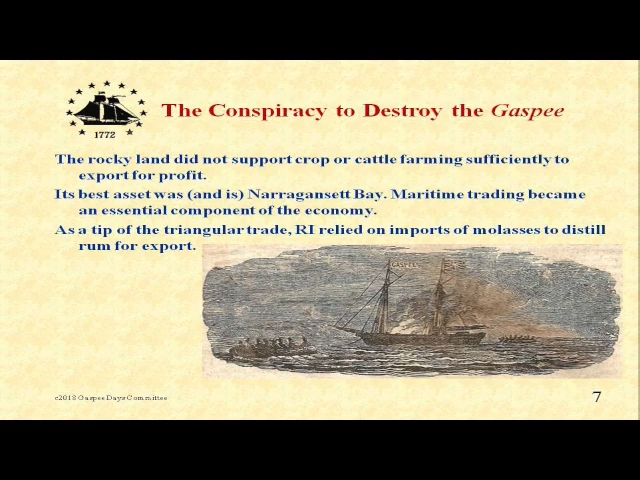 The Conspiracy to Destroy the Gaspee
1772
The rocky land did not support crop or cattle farming sufficiently to
export for profit.
Its best asset was (and is) Narragansett Bay. Maritime trading became
an essential component of the economy.
As a tip of the triangular trade, RI relied on imports of molasses to distill
rum for export.
GASPEE
c2018 Gaspee Days Committee
7